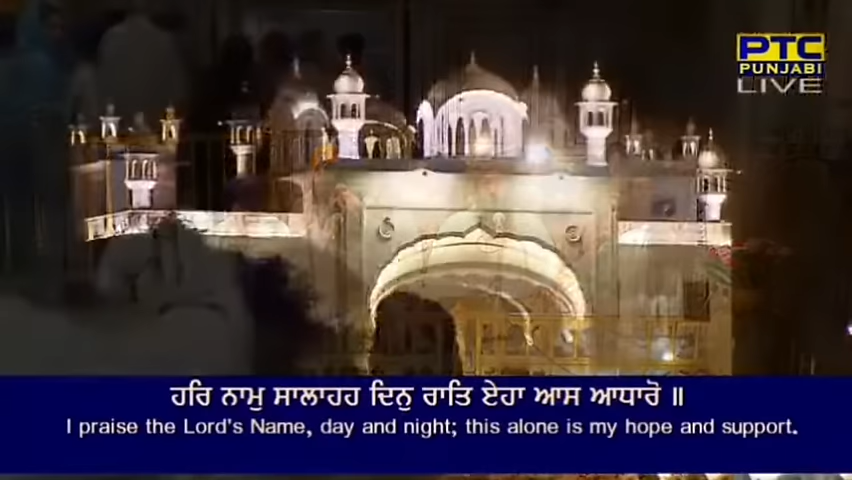 PTC
PUNJABI
LIVE
ਹਰਿ ਨਾਮੁ ਸਾਲਾਹਹ ਦਿਨੁ ਰਾਤਿ ਏਹਾ ਆਸ ਆਧਾਰੋ ॥
I praise the Lord's Name, day and night; this alone is my hope and support.